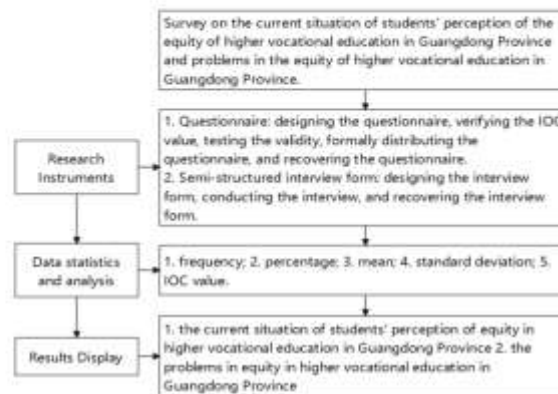 Survey on the current situation of students' perception of the
equity of higher vocational education in Guangdong Province
and problems in the equity of higher vocational education in
Guangdong Province.
1. Questionnaire: designing the questionnaire, verifying the IOC
value, testing the validity, formally distributing the
questionnaire, and recovering the questionnaire.
2. Semi-structured interview form: designing the interview
form, conducting the interview, and recovering the interview
form.
Research
Instruments
Data statistics
and analysis
1. frequency; 2. percentage; 3. mean; 4. standard deviation; 5.
IOC value.
Results Display
1. the current situation of students' perception of equity in
higher vocational education in Guangdong Province 2. the
problems in equity in higher vocational education in
Guangdong Province